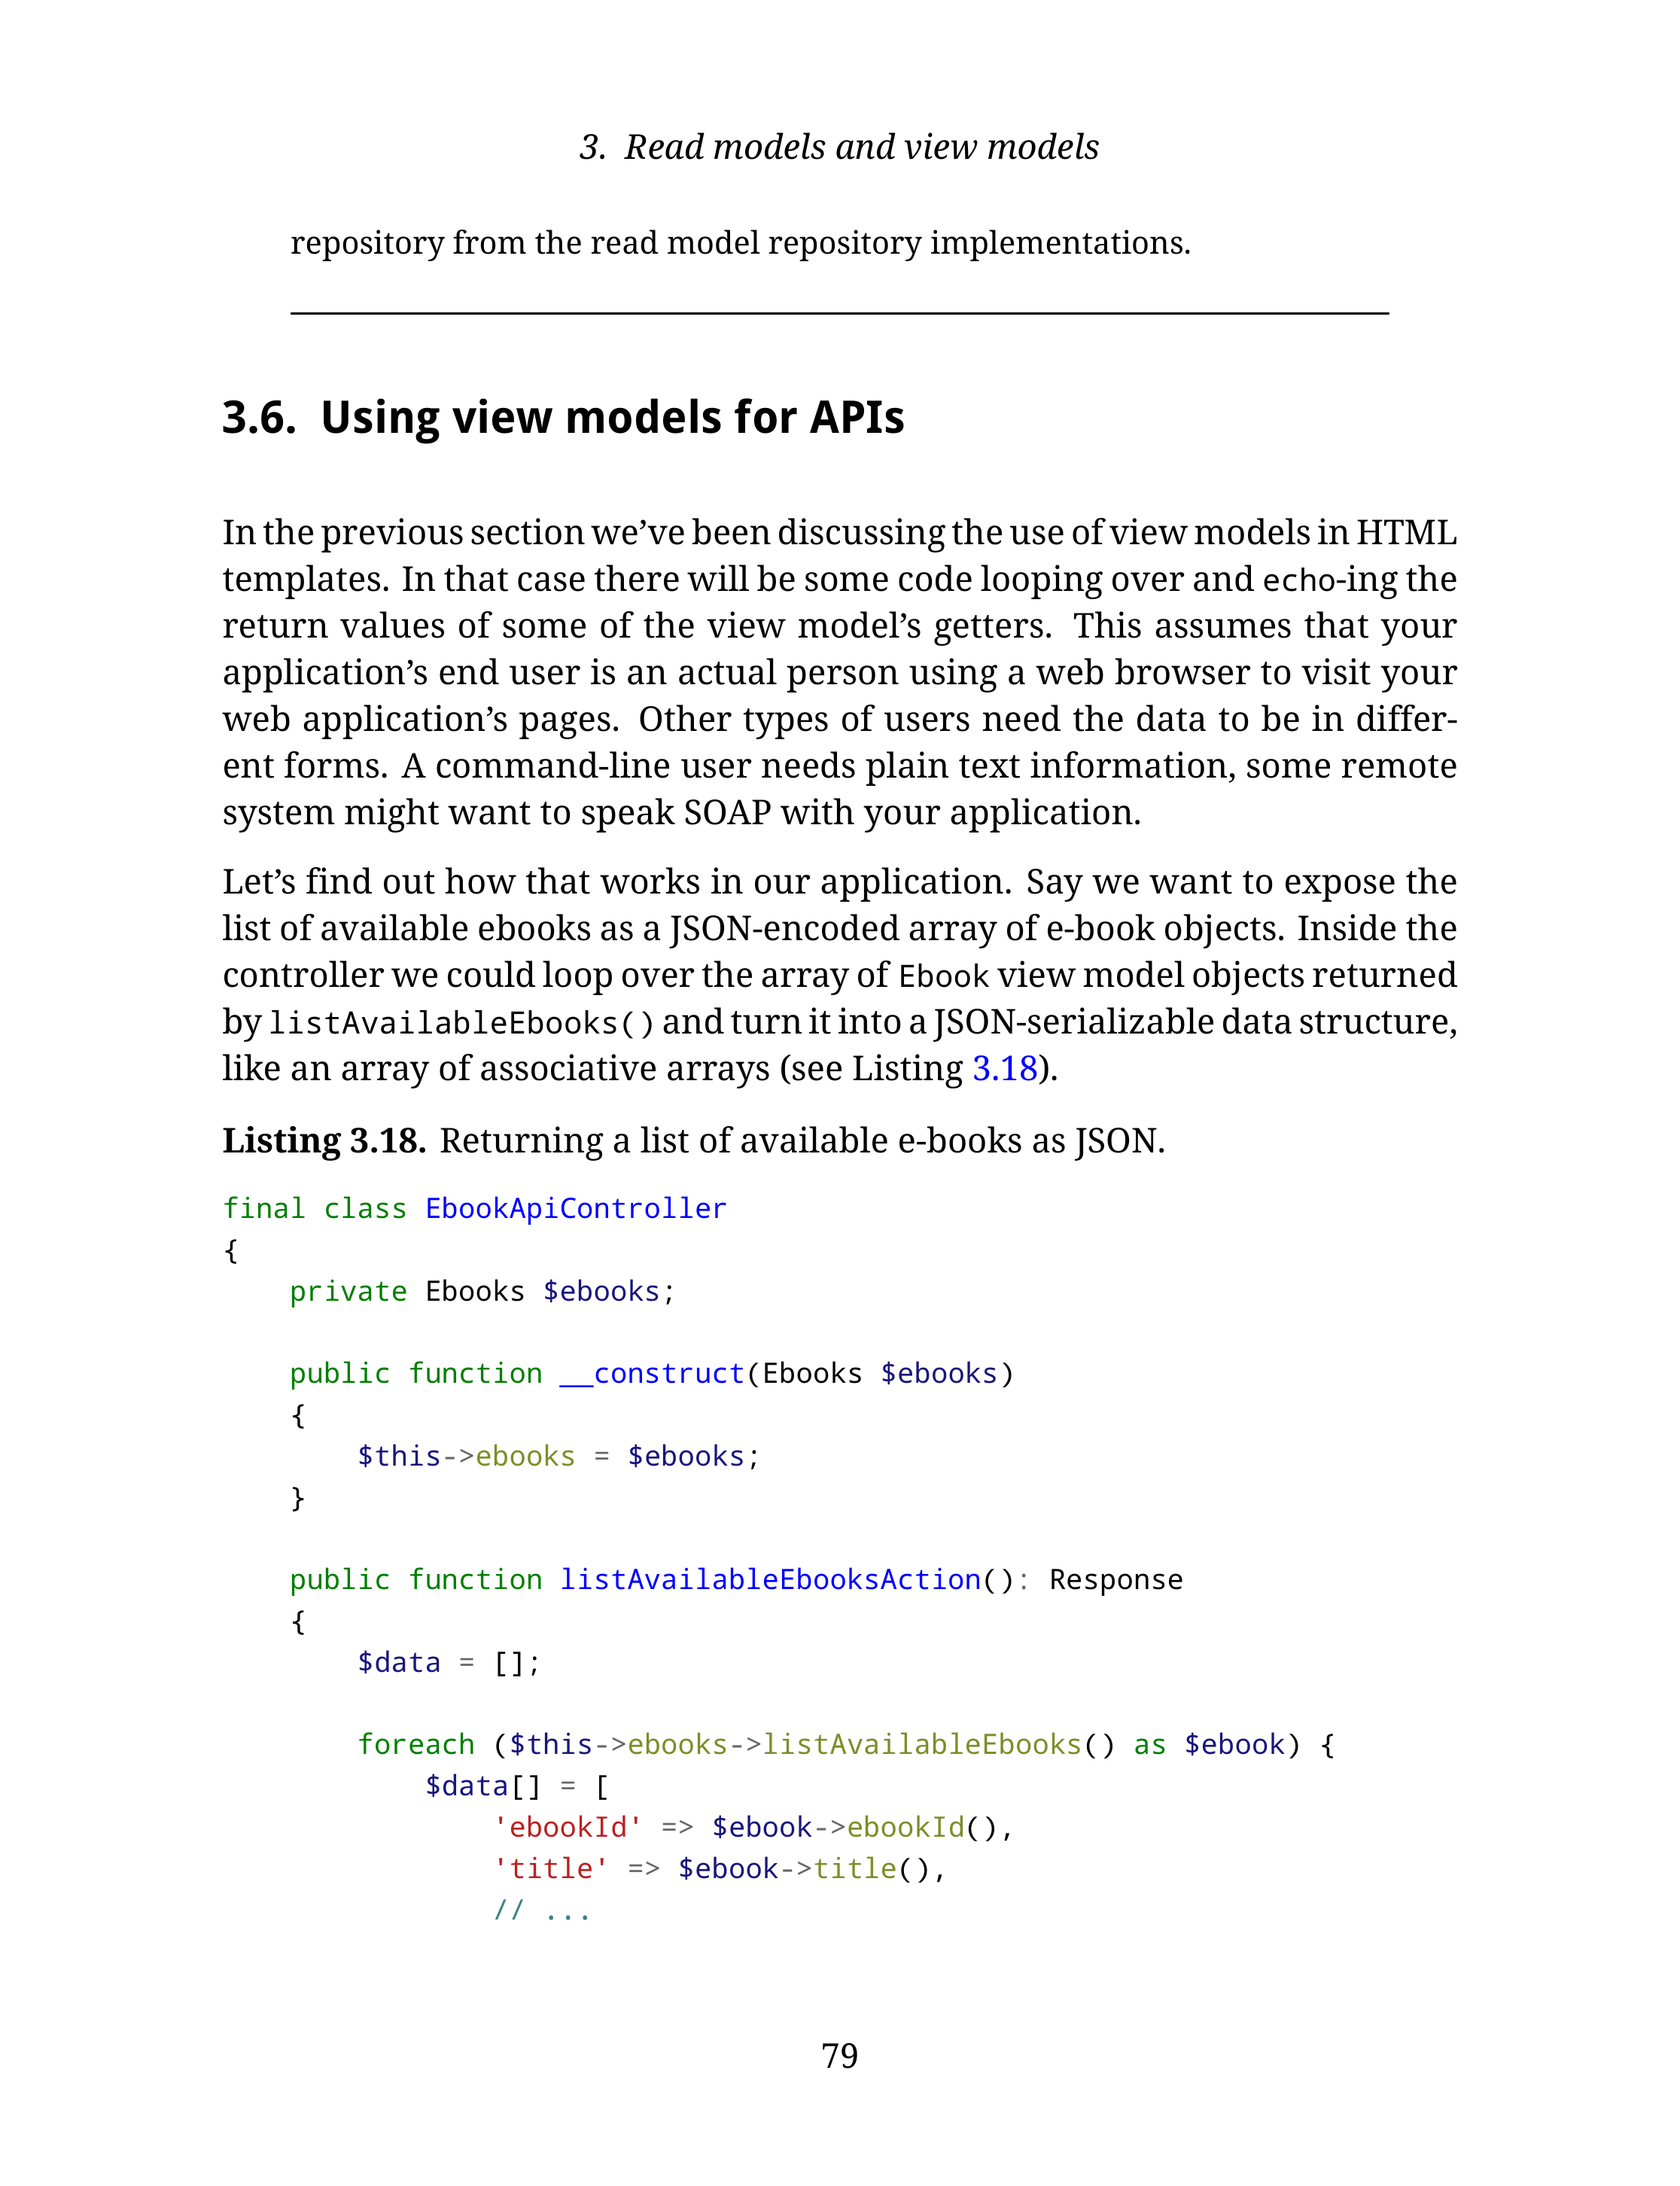 3. Read models and view models
repository from the read model repository implementations.
3.6. Using view models for APIs
In the previous section we’ve been discussing the use of view models in HTML
templates. In that case there will be some code looping over and echo-ing the
return values of some of the view model’s getters. This assumes that your
application’s end user is an actual person using a web browser to visit your
web application’s pages. Other types of users need the data to be in differ-
ent forms. A command-line user needs plain text information, some remote
system might want to speak SOAP with your application.
Let’s find out how that works in our application. Say we want to expose the
list of available ebooks as a JSON-encoded array of e-book objects. Inside the
controller we could loop over the array of Ebook view model objects returned
by listAvailableEbooks() and turn it into a JSON-serializable data structure,
like an array of associative arrays (see Listing 3.18).
Listing 3.18. Returning a list of available e-books as JSON.
final class EbookApiController
{
    private Ebooks $ebooks;

    public function __construct(Ebooks $ebooks)
    {
        $this->ebooks = $ebooks;
    }

    public function listAvailableEbooksAction(): Response
    {
        $data = [];

        foreach ($this->ebooks->listAvailableEbooks() as $ebook) {
            $data[] = [
                'ebookId' => $ebook->ebookId(),
                'title' => $ebook->title(),
                // ...
79